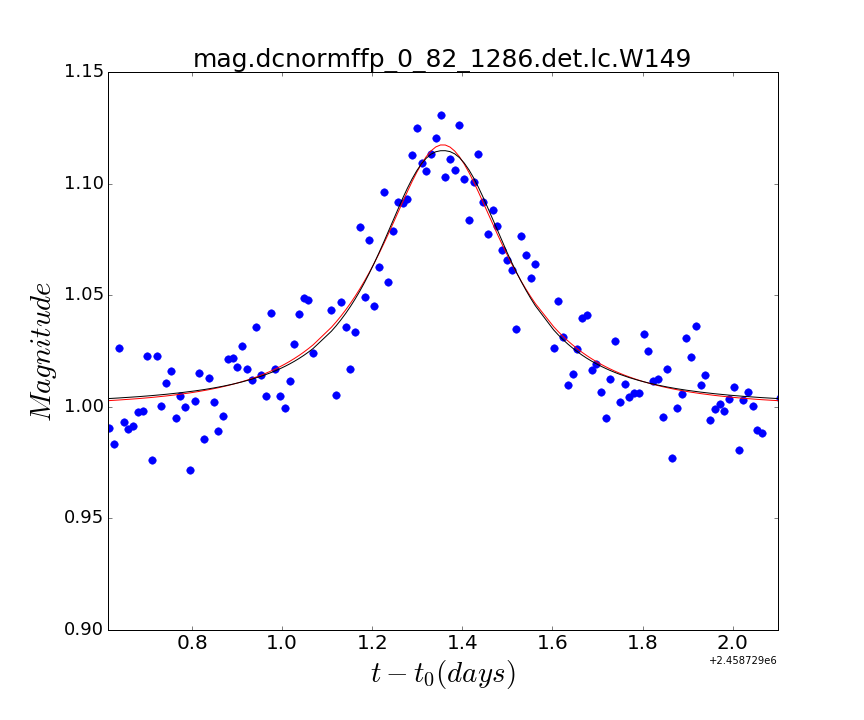 mag.dcnormffp_0_82_1286.det.lc.W149
1.15
1.10
1.05
1.00
0.95
0.90
Magnitude
0.8 1.0 1.2 1.4 1.6 1.8 2.0
+2.458729e6
t − t₀(days)